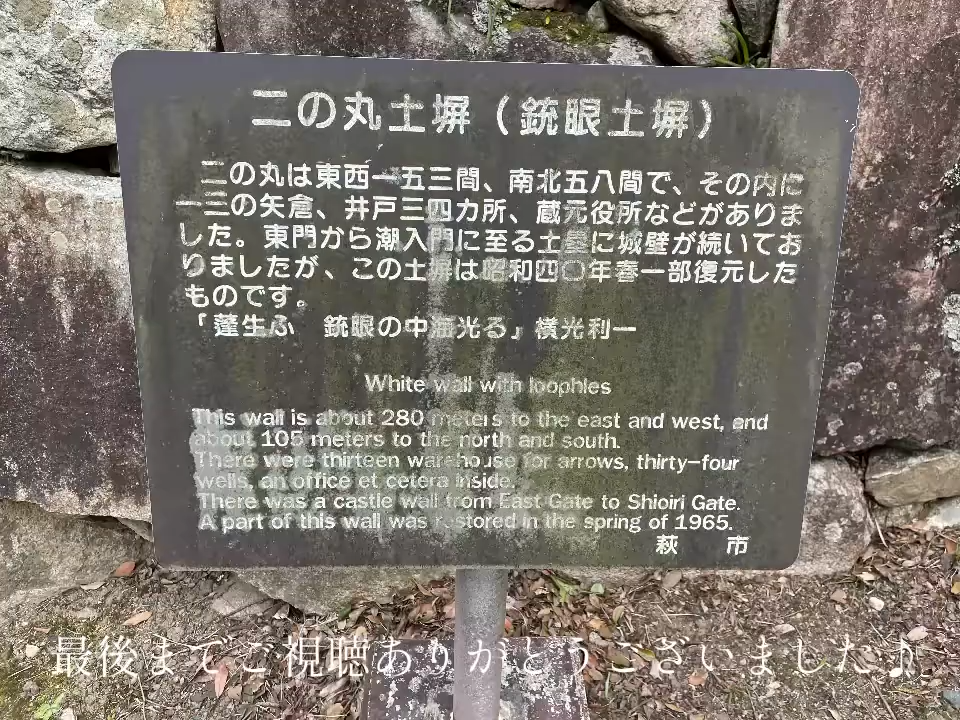 二の丸土塀（銃眼土塀）
二の丸は東西一五三間、南北五八間で、その内に
一三の矢倉、井戸三四カ所、蔵元役所などがありま
した。東門から潮入門に至る土塁に城壁が続いてお
りましたが、この土塀は昭和四〇年春一部復元した
ものです。
「蓬生ふ　銃眼の中海光る」横光利一
White wall with loophles
This wall is about 280 meters to the east and west, and
about 105 meters to the north and south.
There were thirteen warehouse for arrows, thirty-four
wells, an office et cetera inside.
There was a castle wall from East Gate to Shioiri Gate.
A part of this wall was restored in the spring of 1965.
萩　市
最後までご視聴ありがとうございました♪